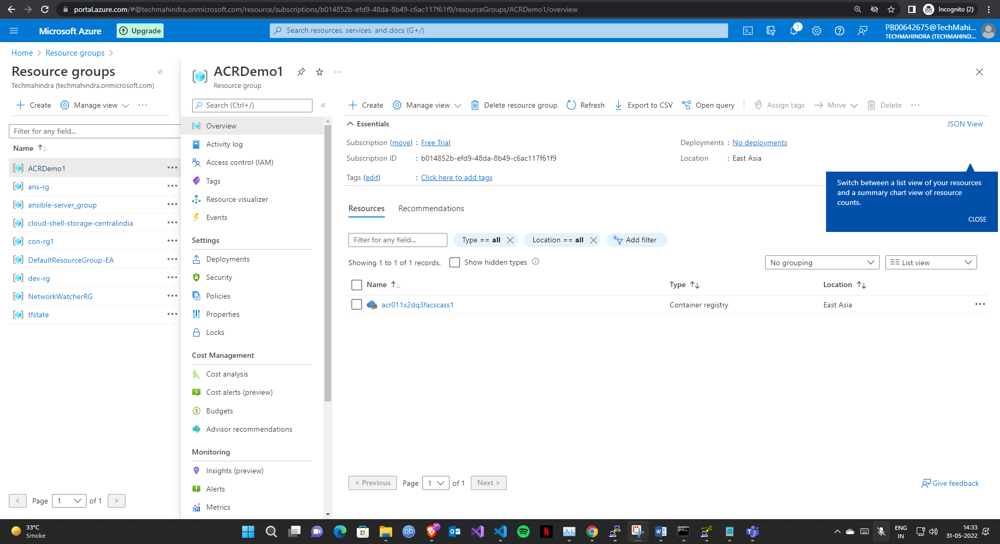 portal.azure.com/#@techmahindra.onmicrosoft.com/resource/subscriptions/b014852b-efd9-48da-8b49-c6ac117f61f9/resourceGroups/ACRDemo1/overview
Incognito (2)
Microsoft Azure
Upgrade
Search resources, services, and docs (G+/)
1
PB00642675@TechMahi...
TECHMAHINDRA (TECHMAHIND...
Home > Resource groups >
Resource groups
Techmahindra (techmahindra.onmicrosoft.com)
Create
Manage view
Filter for any field...
Name
ACRDemo1
ans-rg
ansible-server_group
cloud-shell-storage-centralindia
con-rg1
DefaultResourceGroup-EA
dev-rg
NetworkWatcherRG
tfstate
< Page 1 of 1 >
ACRDemo1
Resource group
Search (Ctrl+/)
Overview
Activity log
Access control (IAM)
Tags
Resource visualizer
Events
Settings
Deployments
Security
Policies
Properties
Locks
Cost Management
Cost analysis
Cost alerts (preview)
Budgets
Advisor recommendations
Monitoring
Insights (preview)
Alerts
Metrics
Create
Manage view
Delete resource group
Refresh
Export to CSV
Open query
Assign tags
Move
Delete
Essentials
JSON View
Subscription (move) : Free Trial
Deployments : No deployments
Subscription ID : b014852b-efd9-48da-8b49-c6ac117f61f9
Location : East Asia
Tags (edit) : Click here to add tags
Switch between a list view of your resources
and a summary chart view of resource
counts.
CLOSE
Resources
Recommendations
Filter for any field...
Type == all
Location == all
Add filter
Showing 1 to 1 of 1 records.
Show hidden types
No grouping
List view
Name
Type
Location
acr011x2dq3facscass1
Container registry
East Asia
< Previous
Page 1 of 1
Next >
Give feedback
33°C
Smoke
ENG
IN
14:33
31-05-2022